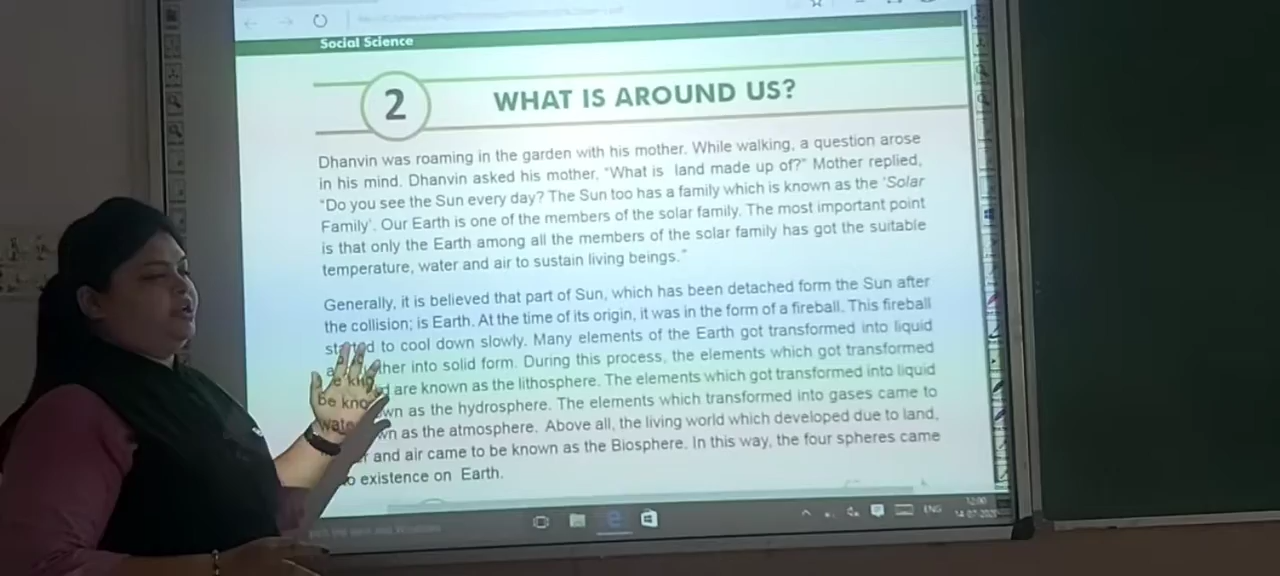 Social Science
2
WHAT IS AROUND US?
Dhanvin was roaming in the garden with his mother. While walking, a question arose
in his mind. Dhanvin asked his mother, “What is land made up of?” Mother replied,
“Do you see the Sun every day? The Sun too has a family which is known as the ‘Solar
Family’. Our Earth is one of the members of the solar family. The most important point
is that only the Earth among all the members of the solar family has got the suitable
temperature, water and air to sustain living beings.”
Generally, it is believed that part of Sun, which has been detached form the Sun after
the collision; is Earth. At the time of its origin, it was in the form of a fireball. This fireball
started to cool down slowly. Many elements of the Earth got transformed into liquid
into solid form. During this process, the elements which got transformed
are known as the lithosphere. The elements which got transformed into liquid
be known as the hydrosphere. The elements which transformed into gases came to
as the atmosphere. Above all, the living world which developed due to land,
and air came to be known as the Biosphere. In this way, the four spheres came
existence on Earth.
ENG
12:00